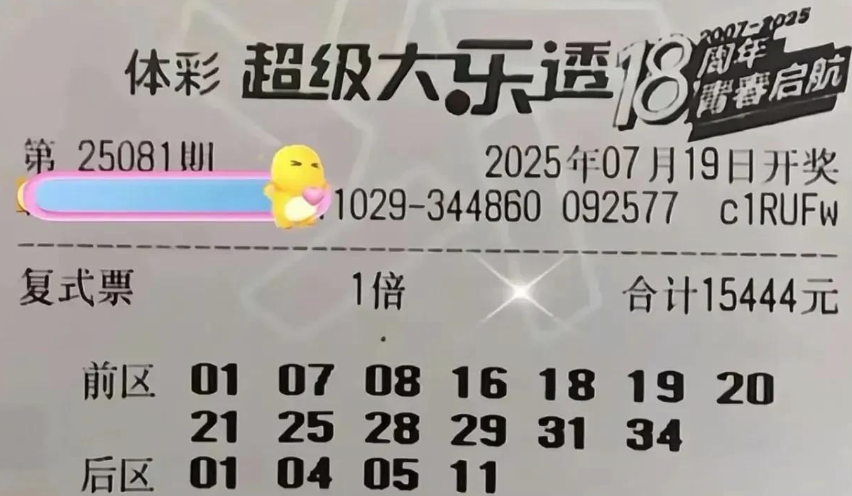 体彩 超级大乐透 18 2007-2025
周年
青春启航
第 25081期 2025年07月19日开奖
1029-344860 092577 c1RUFw
复式票 1倍 合计15444元
前区 01 07 08 16 18 19 20
21 25 28 29 31 34
后区 01 04 05 11